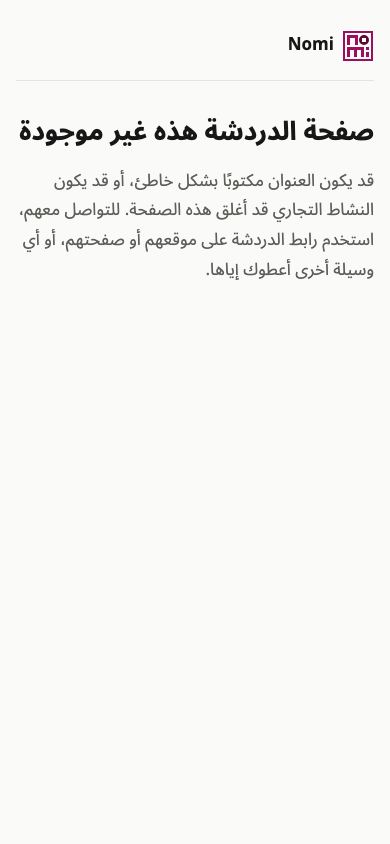 Nomi
صفحة الدردشة هذه غير موجودة
قد يكون العنوان مكتوبًا بشكل خاطئ، أو قد يكون
النشاط التجاري قد أغلق هذه الصفحة. للتواصل معهم،
استخدم رابط الدردشة على موقعهم أو صفحتهم، أو أي
وسيلة أخرى أعطوك إياها.